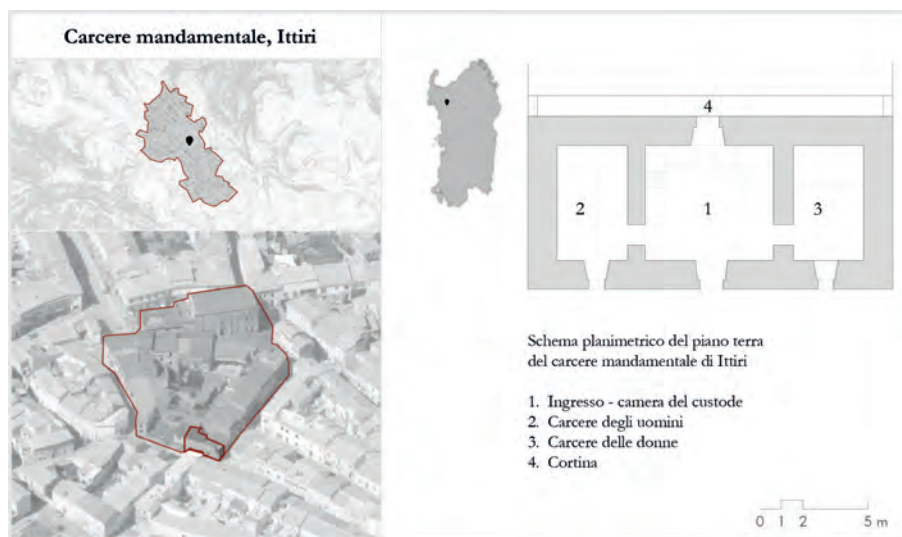 Carcere mandamentale, Ittiri
4
2
1
3
Schema planimetrico del piano terra
del carcere mandamentale di Ittiri
1. Ingresso - camera del custode
2. Carcere degli uomini
3. Carcere delle donne
4. Cortina
0 1 2 5 m